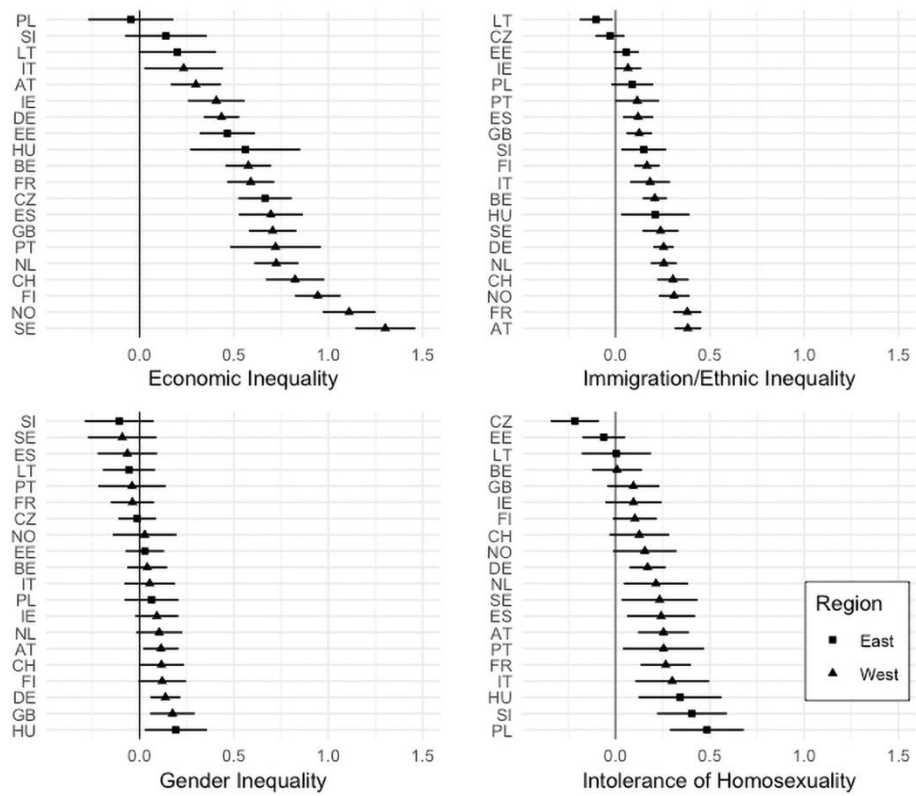 PL
SI
LT
IT
AT
IE
DE
EE
HU
BE
FR
CZ
ES
GB
PT
NL
CH
FI
NO
SE
0.0 0.5 1.0 1.5
Economic Inequality
LT
CZ
EE
IE
PL
PT
ES
GB
SI
FI
IT
BE
HU
SE
DE
NL
CH
NO
FR
AT
0.0 0.5 1.0 1.5
Immigration/Ethnic Inequality
SI
SE
ES
LT
PT
FR
CZ
NO
EE
BE
IT
PL
IE
NL
AT
CH
FI
DE
GB
HU
0.0 0.5 1.0 1.5
Gender Inequality
CZ
EE
LT
BE
GB
IE
FI
CH
NO
DE
NL
SE
ES
AT
PT
FR
IT
HU
SI
PL
0.0 0.5 1.0 1.5
Intolerance of Homosexuality
Region
East
West